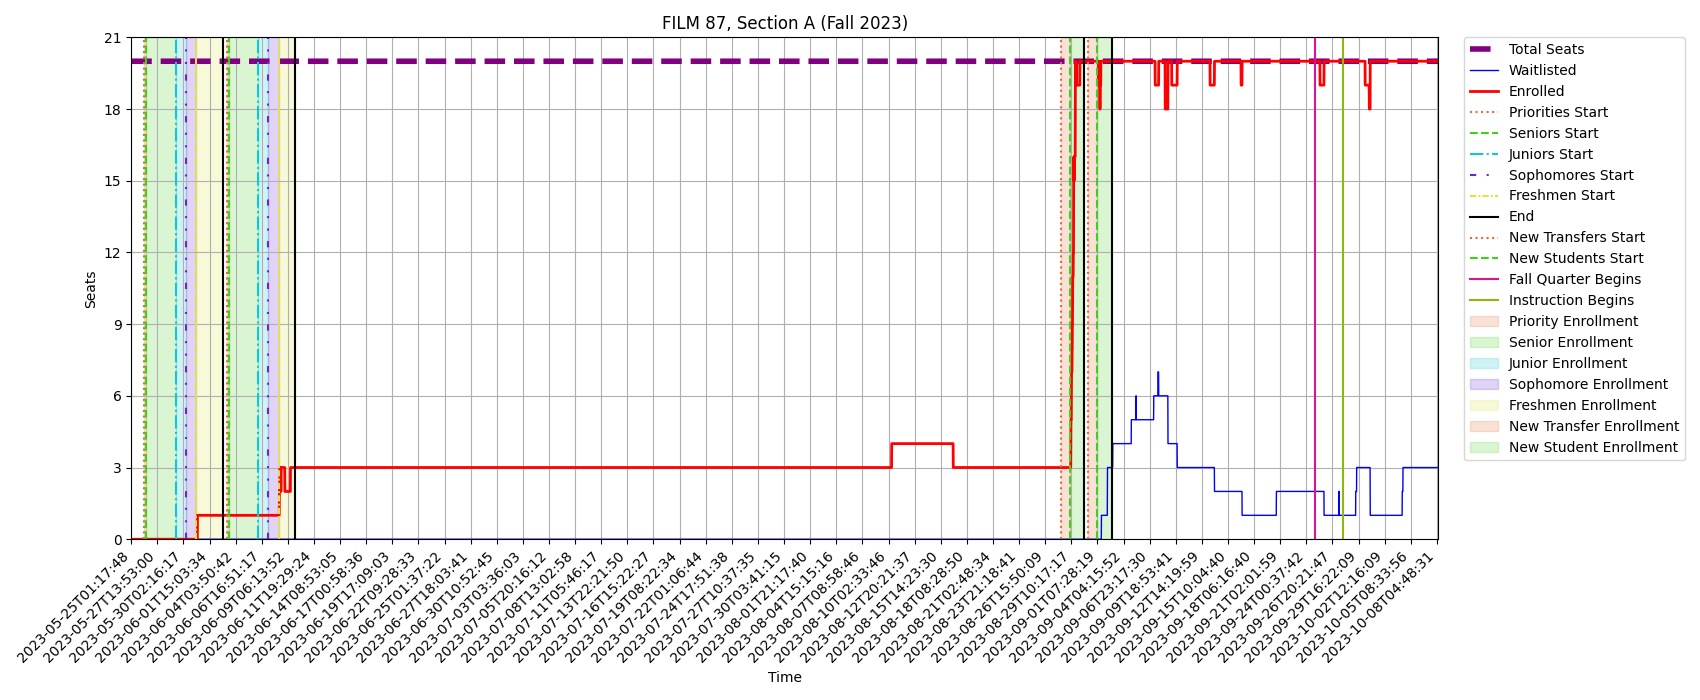 FILM 87, Section A (Fall 2023)
Seats
21
18
15
12
9
6
3
0
2023-05-25T01:17:48
2023-05-27T13:53:00
2023-05-30T02:16:17
2023-06-01T15:03:34
2023-06-04T03:50:42
2023-06-06T16:51:17
2023-06-09T06:13:52
2023-06-11T19:29:24
2023-06-14T08:53:05
2023-06-17T00:58:36
2023-06-19T17:09:03
2023-06-22T09:28:33
2023-06-25T01:37:22
2023-06-27T18:03:41
2023-06-30T10:52:45
2023-07-03T03:36:03
2023-07-05T20:16:12
2023-07-08T13:02:58
2023-07-11T05:46:17
2023-07-13T22:21:50
2023-07-16T15:22:27
2023-07-19T08:22:34
2023-07-22T01:06:44
2023-07-24T17:51:38
2023-07-27T10:37:35
2023-07-30T03:41:15
2023-08-01T21:17:40
2023-08-04T15:15:16
2023-08-07T08:58:46
2023-08-10T02:33:46
2023-08-12T20:21:37
2023-08-15T14:23:30
2023-08-18T08:28:50
2023-08-21T02:48:34
2023-08-23T21:18:41
2023-08-26T15:50:09
2023-08-29T10:17:17
2023-09-01T07:28:19
2023-09-04T04:15:52
2023-09-06T23:17:30
2023-09-09T18:53:41
2023-09-12T14:19:59
2023-09-15T10:04:40
2023-09-18T06:16:40
2023-09-21T02:01:59
2023-09-24T00:37:42
2023-09-26T20:21:47
2023-09-29T16:22:09
2023-10-02T12:16:09
2023-10-05T08:33:56
2023-10-08T04:48:31
Time
Total Seats
Waitlisted
Enrolled
Priorities Start
Seniors Start
Juniors Start
Sophomores Start
Freshmen Start
End
New Transfers Start
New Students Start
Fall Quarter Begins
Instruction Begins
Priority Enrollment
Senior Enrollment
Junior Enrollment
Sophomore Enrollment
Freshmen Enrollment
New Transfer Enrollment
New Student Enrollment